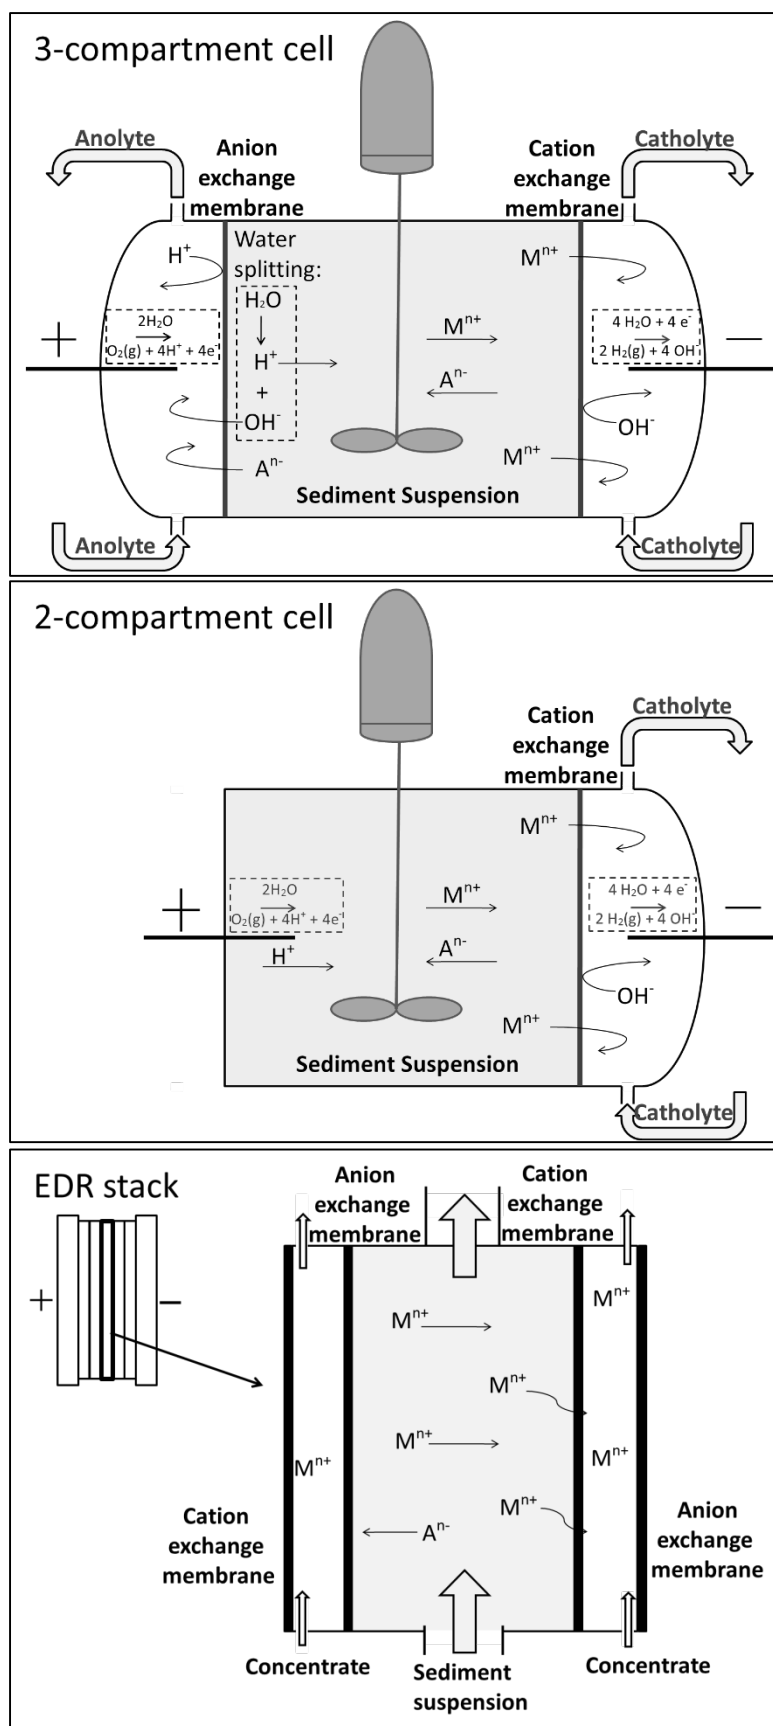 3-compartment cell
Anolyte
Catholyte
Anion
exchange
membrane
Cation
exchange
membrane
Water
splitting:
H⁺
H₂O
Mⁿ⁺
2H₂O
O₂(g) + 4H⁺ + 4e⁻
+
H⁺
+
OH⁻
Aⁿ⁻
Mⁿ⁺
Aⁿ⁻
4 H₂O + 4 e⁻
2 H₂(g) + 4 OH⁻
−
OH⁻
Mⁿ⁺
Sediment Suspension
Anolyte
Catholyte
2-compartment cell
Cation
exchange
membrane
Catholyte
Mⁿ⁺
+
2H₂O
O₂(g) + 4H⁺ + 4e⁻
H⁺
Mⁿ⁺
Aⁿ⁻
4 H₂O + 4 e⁻
2 H₂(g) + 4 OH⁻
−
OH⁻
Mⁿ⁺
Sediment Suspension
Catholyte
EDR stack
Anion
exchange
membrane
Cation
exchange
membrane
+
−
Mⁿ⁺
Mⁿ⁺
Mⁿ⁺
Mⁿ⁺
Mⁿ⁺
Mⁿ⁺
Mⁿ⁺
Aⁿ⁻
Cation
exchange
membrane
Anion
exchange
membrane
Concentrate
Sediment
suspension
Concentrate